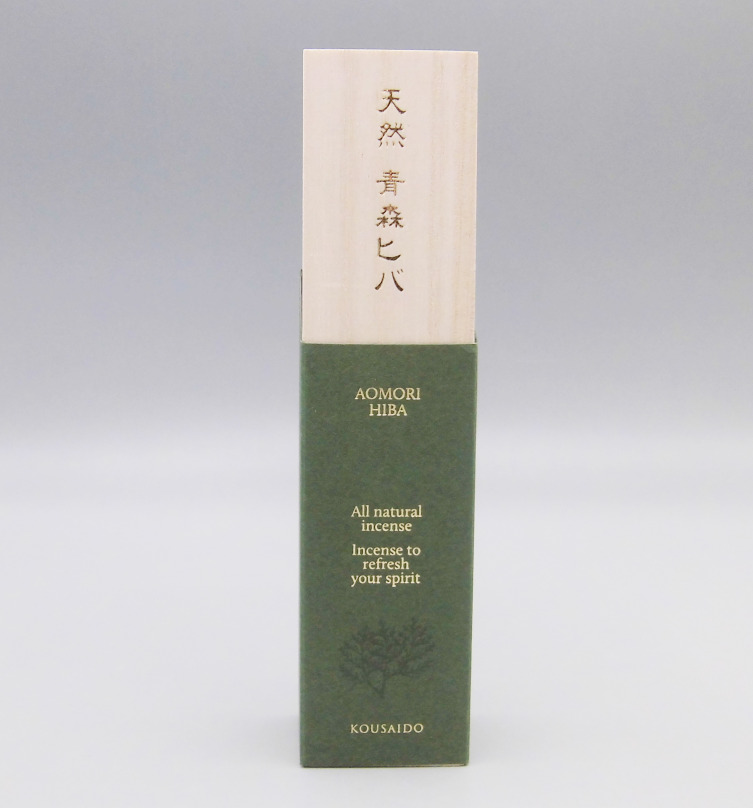 天然 青森ヒバ
AOMORI
HIBA
All natural
incense
Incense to
refresh
your spirit
KOUSAIDO